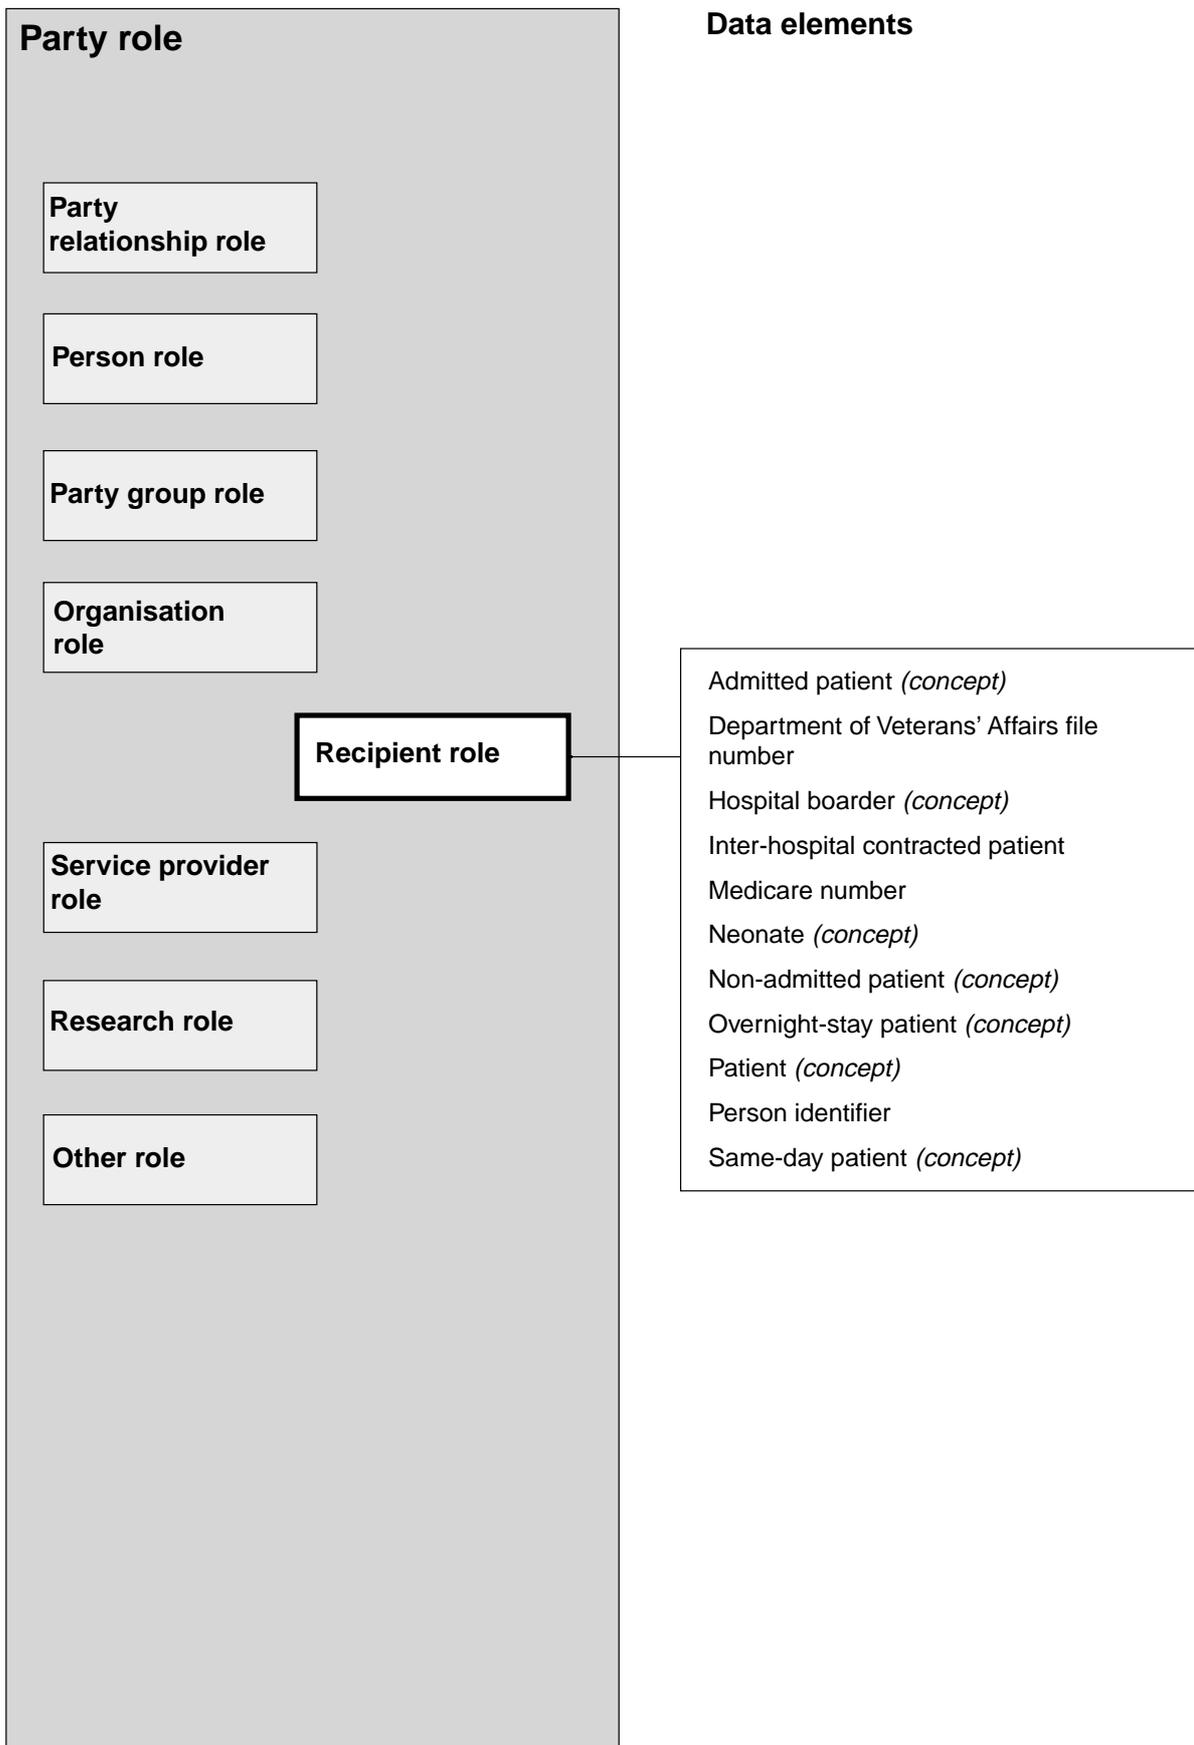 Party role
Data elements
Party
relationship role
Person role
Party group role
Organisation
role
Recipient role
Admitted patient (concept)
Department of Veterans’ Affairs file
number
Hospital boarder (concept)
Inter-hospital contracted patient
Medicare number
Neonate (concept)
Non-admitted patient (concept)
Overnight-stay patient (concept)
Patient (concept)
Person identifier
Same-day patient (concept)
Service provider
role
Research role
Other role